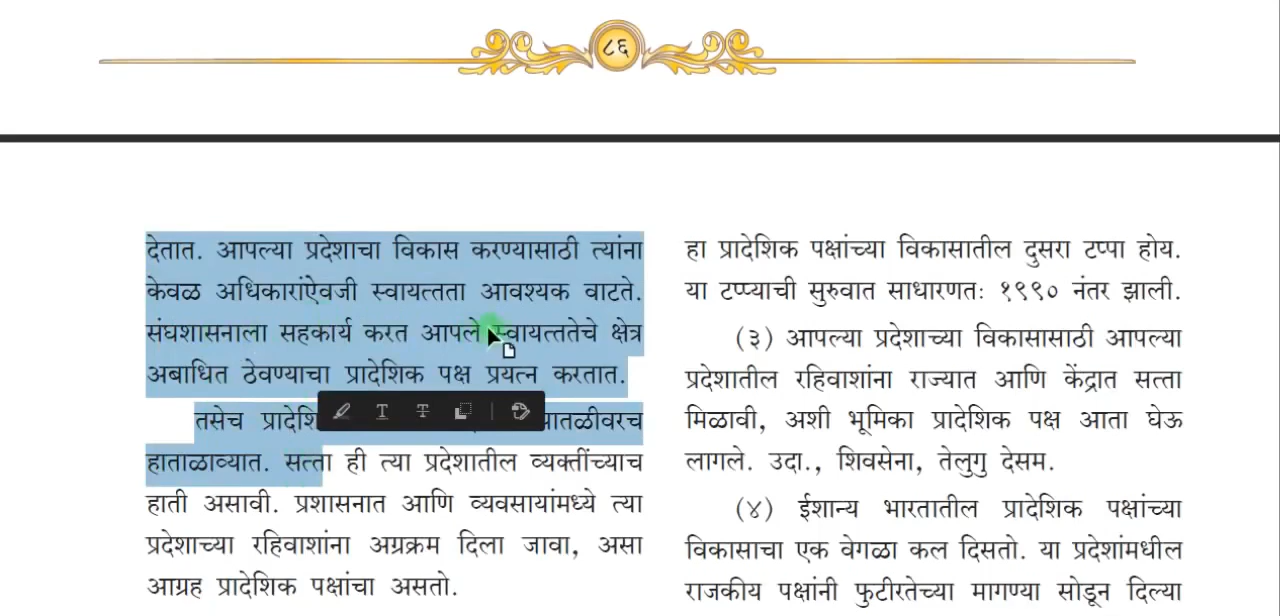 ८६
देतात. आपल्या प्रदेशाचा विकास करण्यासाठी त्यांना
केवळ अधिकारांऐवजी स्वायत्तता आवश्यक वाटते.
संघशासनाला सहकार्य करत आपले स्वायत्ततेचे क्षेत्र
अबाधित ठेवण्याचा प्रादेशिक पक्ष प्रयत्न करतात.
तसेच
हाताळाव्यात. सत्ता ही त्या प्रदेशातील व्यक्तींच्याच
हाती असावी. प्रशासनात आणि व्यवसायांमध्ये त्या
प्रदेशाच्या रहिवाशांना अग्रक्रम दिला जावा, असा
आग्रह प्रादेशिक पक्षांचा असतो.
हा प्रादेशिक पक्षांच्या विकासातील दुसरा टप्पा होय.
या टप्प्याची सुरुवात साधारणतः १९९० नंतर झाली.
(३) आपल्या प्रदेशाच्या विकासासाठी आपल्या
प्रदेशातील रहिवाशांना राज्यात आणि केंद्रात सत्ता
मिळावी, अशी भूमिका प्रादेशिक पक्ष आता घेऊ
लागले. उदा., शिवसेना, तेलुगु देसम.
(४) ईशान्य भारतातील प्रादेशिक पक्षांच्या
विकासाचा एक वेगळा कल दिसतो. या प्रदेशांमधील
राजकीय पक्षांनी फुटीरतेच्या मागण्या सोडून दिल्या